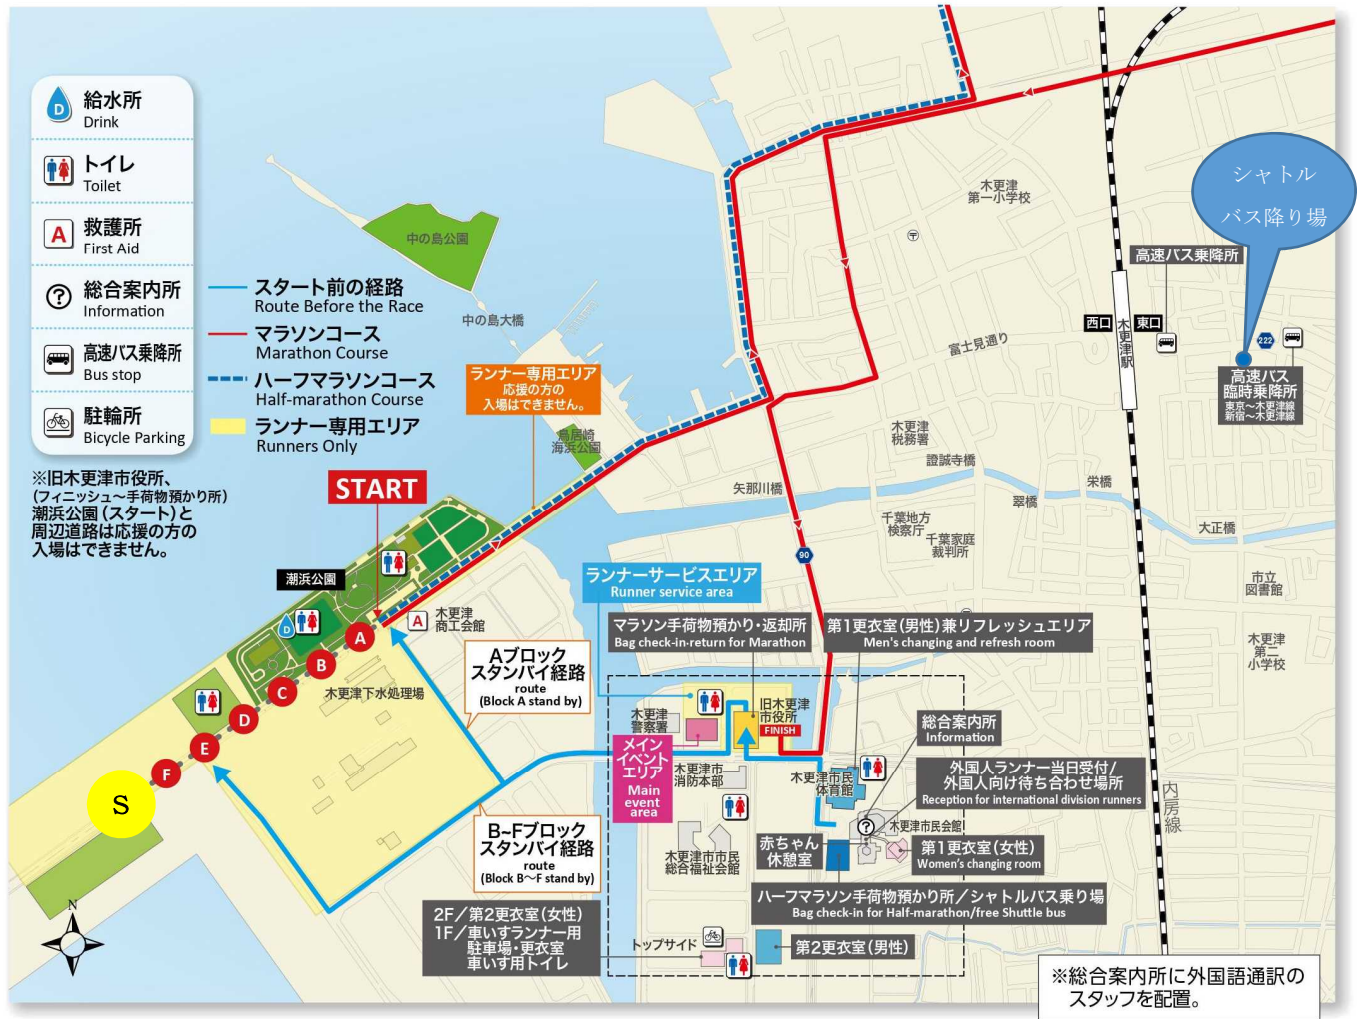 D
給水所
Drink
トイレ
Toilet
A
救護所
First Aid
?
総合案内所
Information
高速バス乗降所
Bus stop
駐輪所
Bicycle Parking
スタート前の経路
Route Before the Race
マラソンコース
Marathon Course
ハーフマラソンコース
Half-marathon Course
ランナー専用エリア
Runners Only
※旧木更津市役所、
(フィニッシュ~手荷物預かり所)
潮浜公園(スタート)と
周辺道路は応援の方の
入場はできません。
中の島公園
中の島大橋
ランナー専用エリア
応援の方の
入場はできません。
鳥居崎
海浜公園
START
潮浜公園
D
A
B
C
D
E
F
S
A
木更津
商工会館
木更津下水処理場
Aブロック
スタンバイ経路
route
(Block A stand by)
B~Fブロック
スタンバイ経路
route
(Block B~F stand by)
木更津
第一小学校
〒
シャトル
バス降り場
高速バス乗降所
西口
木更津駅
東口
222
高速バス
臨時乗降所
東京~木更津線
新宿~木更津線
富士見通り
木更津
税務署
證誠寺橋
矢那川橋
翠橋
栄橋
大正橋
千葉地方
検察庁
千葉家庭
裁判所
90
市立
図書館
木更津
第二
小学校
ランナーサービスエリア
Runner service area
マラソン手荷物預かり・返却所
Bag check-in-return for Marathon
〒
第1更衣室(男性)兼リフレッシュエリア
Men's changing and refresh room
木更津
警察署
旧木更津
市役所
FINISH
メイン
イベント
エリア
Main
event
area
木更津市
消防本部
木更津市民
体育館
総合案内所
Information
外国人ランナー当日受付/
外国人向け待ち合わせ場所
Reception for international division runners
?
木更津市民会館
赤ちゃん
休憩室
第1更衣室(女性)
Women's changing room
木更津市市民
総合福祉会館
ハーフマラソン手荷物預かり所/シャトルバス乗り場
Bag check-in for Half-marathon/free Shuttle bus
2F/第2更衣室(女性)
1F/車いすランナー用
駐車場・更衣室
車いす用トイレ
トップサイド
第2更衣室(男性)
内房線
N
※総合案内所に外国語通訳の
スタッフを配置。